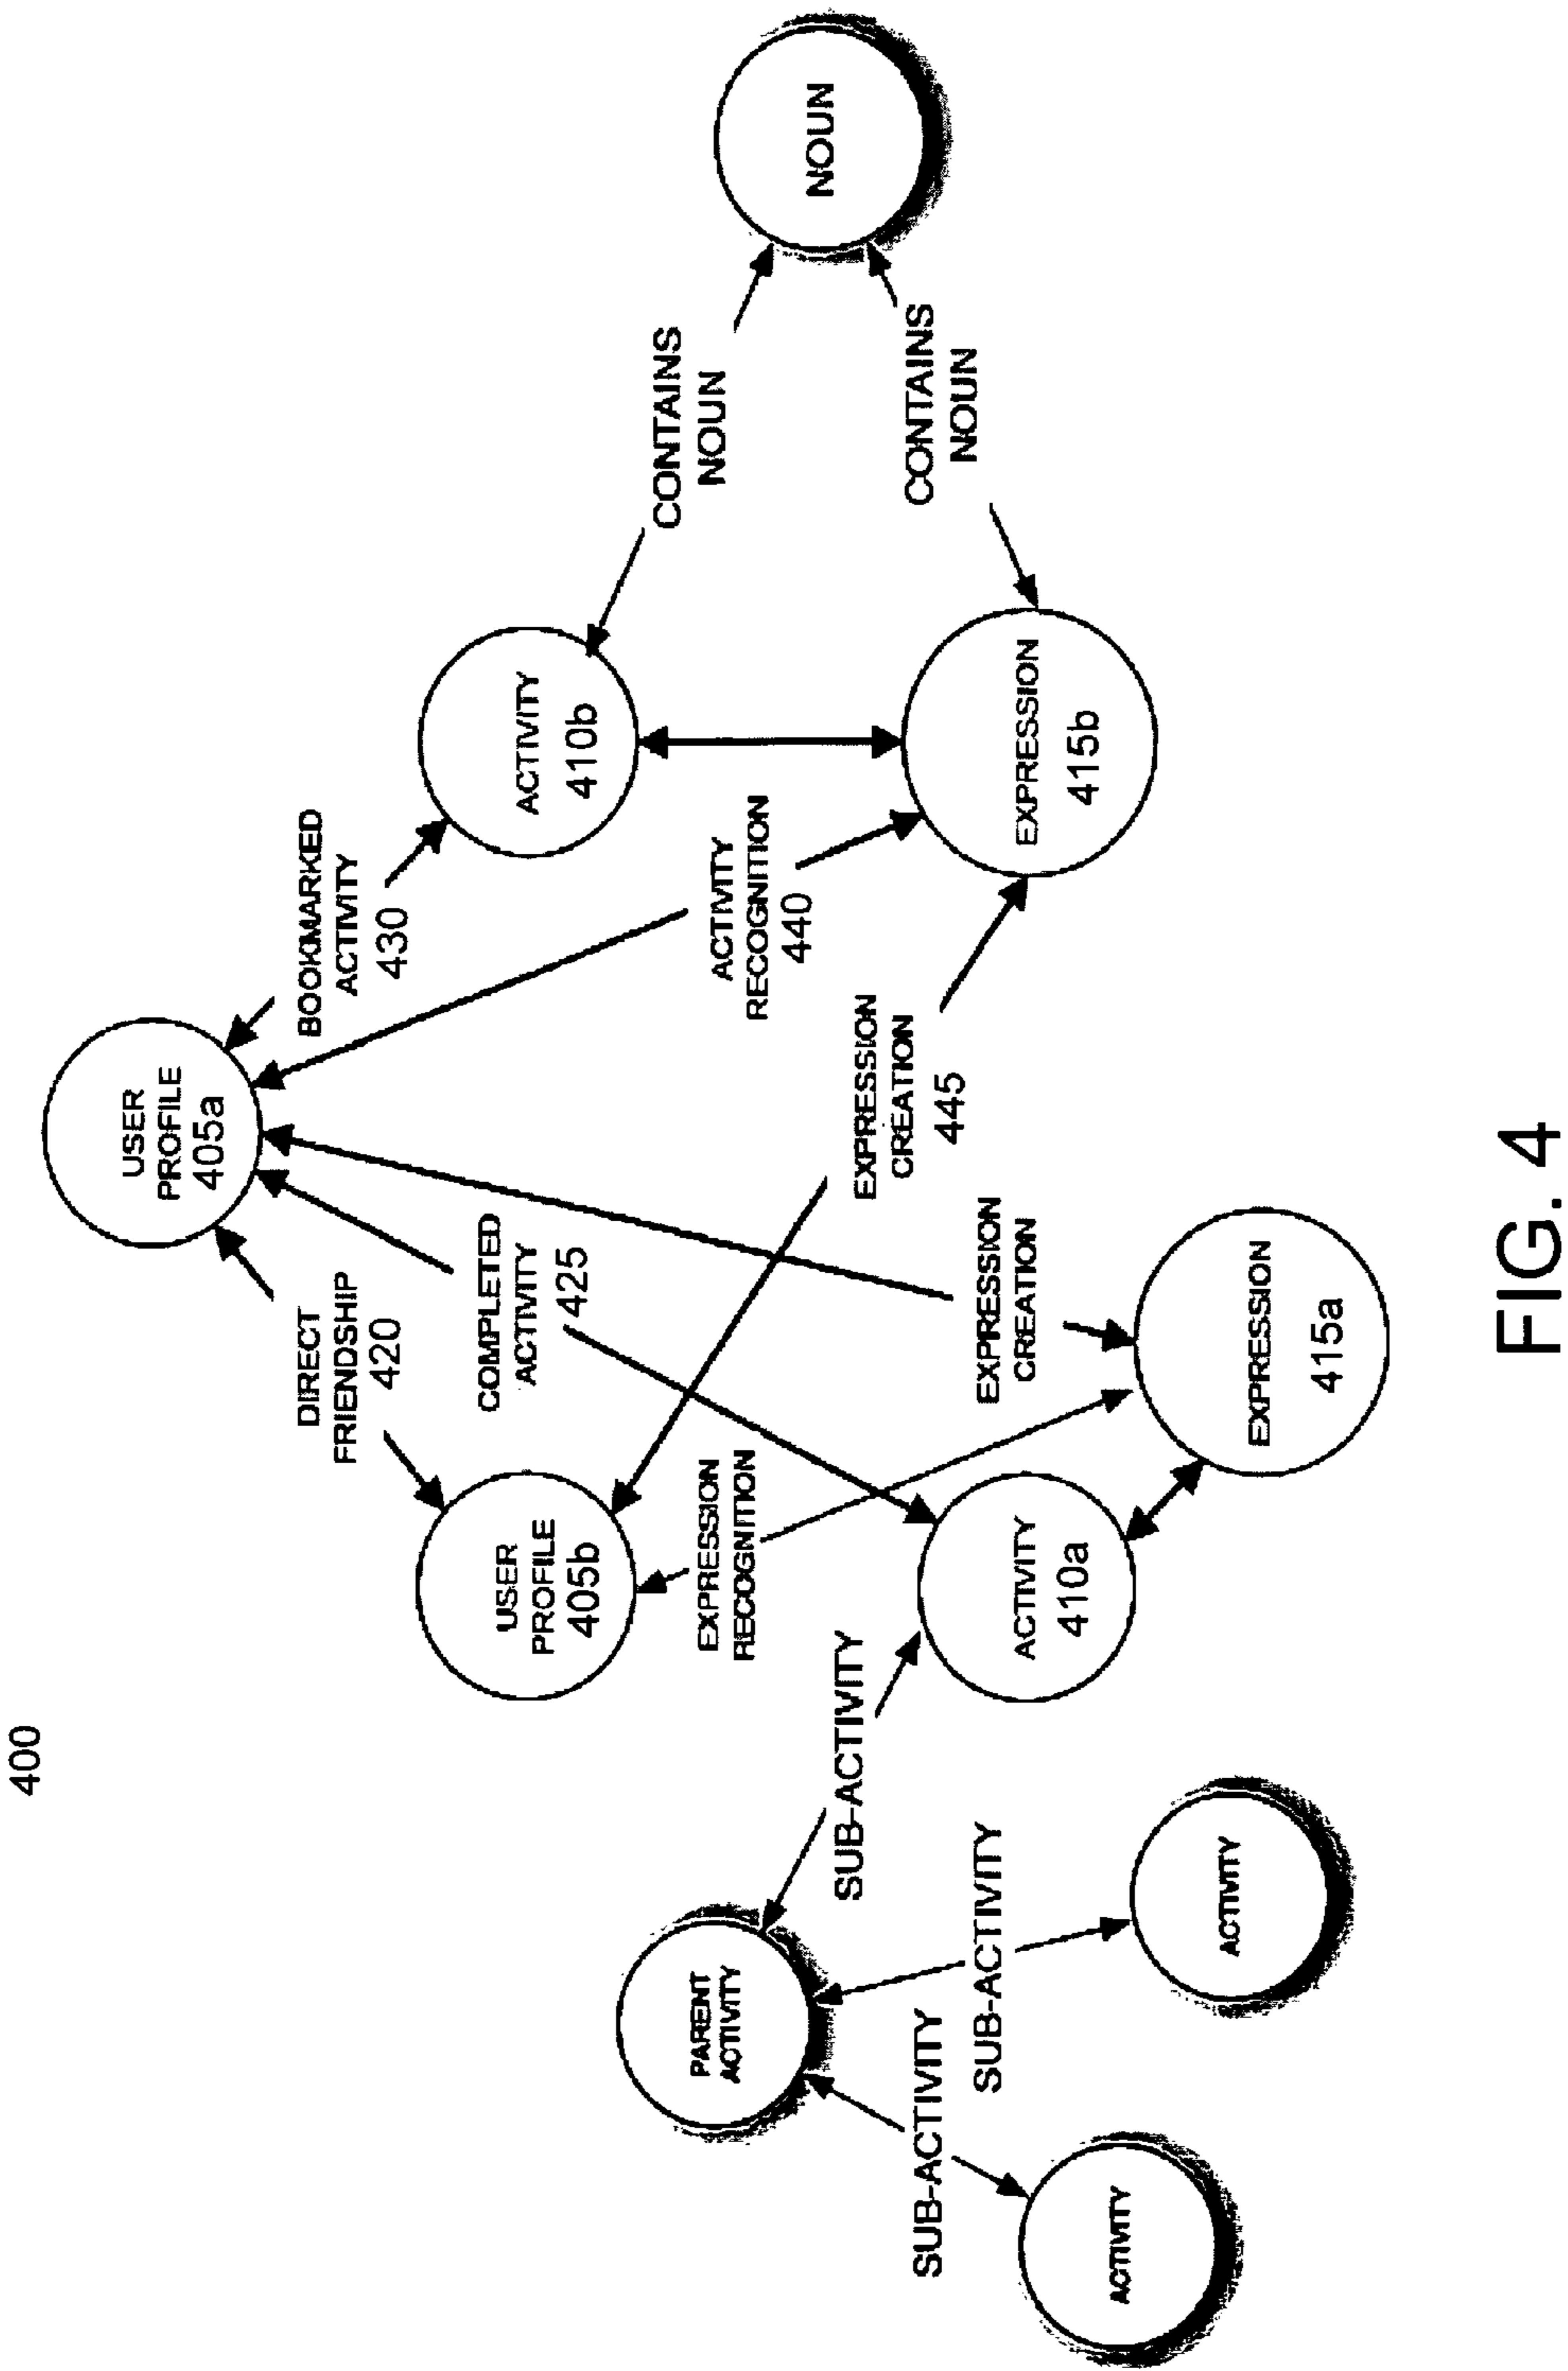 400
USER
PROFILE
405a
DIRECT
FRIENDSHIP
420
BOOKMARKED
ACTIVITY
430
COMPLETED
ACTIVITY
425
USER
PROFILE
405b
ACTIVITY
410b
CONTAINS
NOUN
NOUN
CONTAINS
NOUN
ACTIVITY
RECOGNITION
440
EXPRESSION
CREATION
445
EXPRESSION
RECOGNITION
PARENT
ACTIVITY
SUB-ACTIVITY
SUB-ACTIVITY
SUB-ACTIVITY
ACTIVITY
410a
EXPRESSION
CREATION
EXPRESSION
415b
EXPRESSION
415a
ACTIVITY
ACTIVITY
FIG. 4